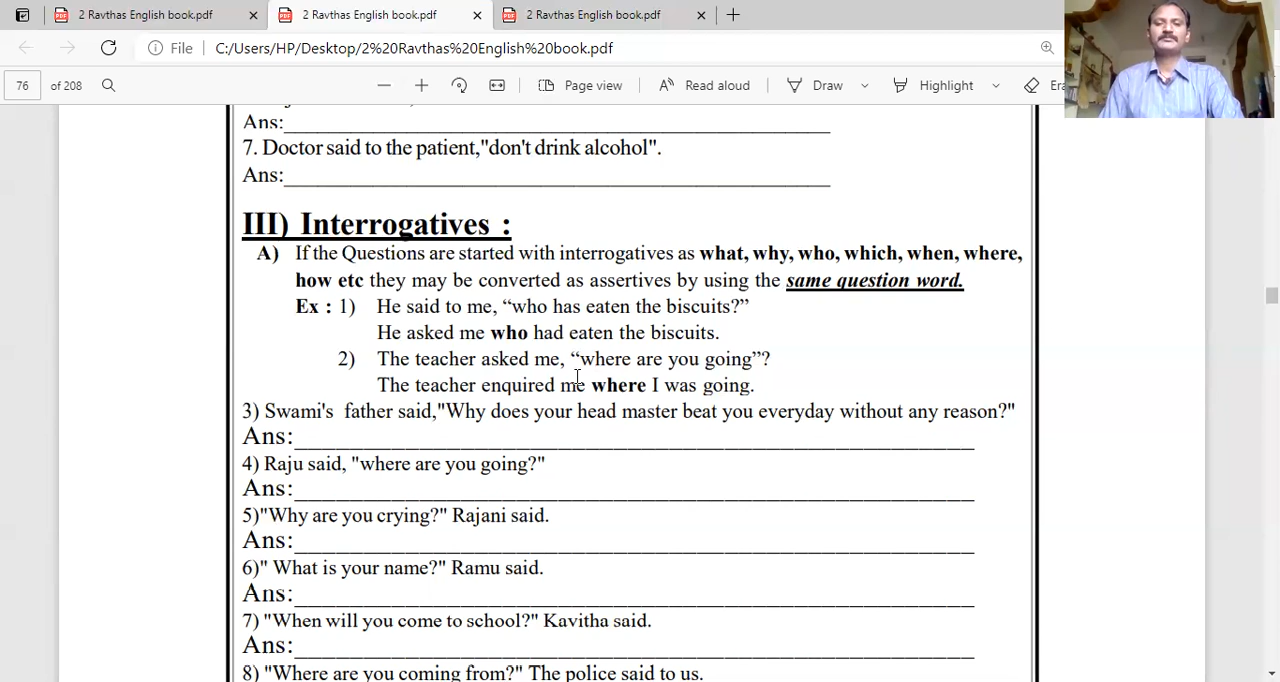 2 Ravthas English book.pdf 2 Ravthas English book.pdf 2 Ravthas English book.pdf
File C:/Users/HP/Desktop/2%20Ravthas%20English%20book.pdf
76 of 208 Page view Read aloud Draw Highlight
Ans:
7. Doctor said to the patient,"don't drink alcohol".
Ans:
III) Interrogatives :
A) If the Questions are started with interrogatives as what, why, who, which, when, where,
how etc they may be converted as assertives by using the same question word.
Ex : 1) He said to me, “who has eaten the biscuits?”
He asked me who had eaten the biscuits.
2) The teacher asked me, “where are you going”?
The teacher enquired me where I was going.
3) Swami's father said,"Why does your head master beat you everyday without any reason?"
Ans:
4) Raju said, "where are you going?"
Ans:
5)"Why are you crying?" Rajani said.
Ans:
6)" What is your name?" Ramu said.
Ans:
7) "When will you come to school?" Kavitha said.
Ans:
8) "Where are you coming from?" The police said to us.